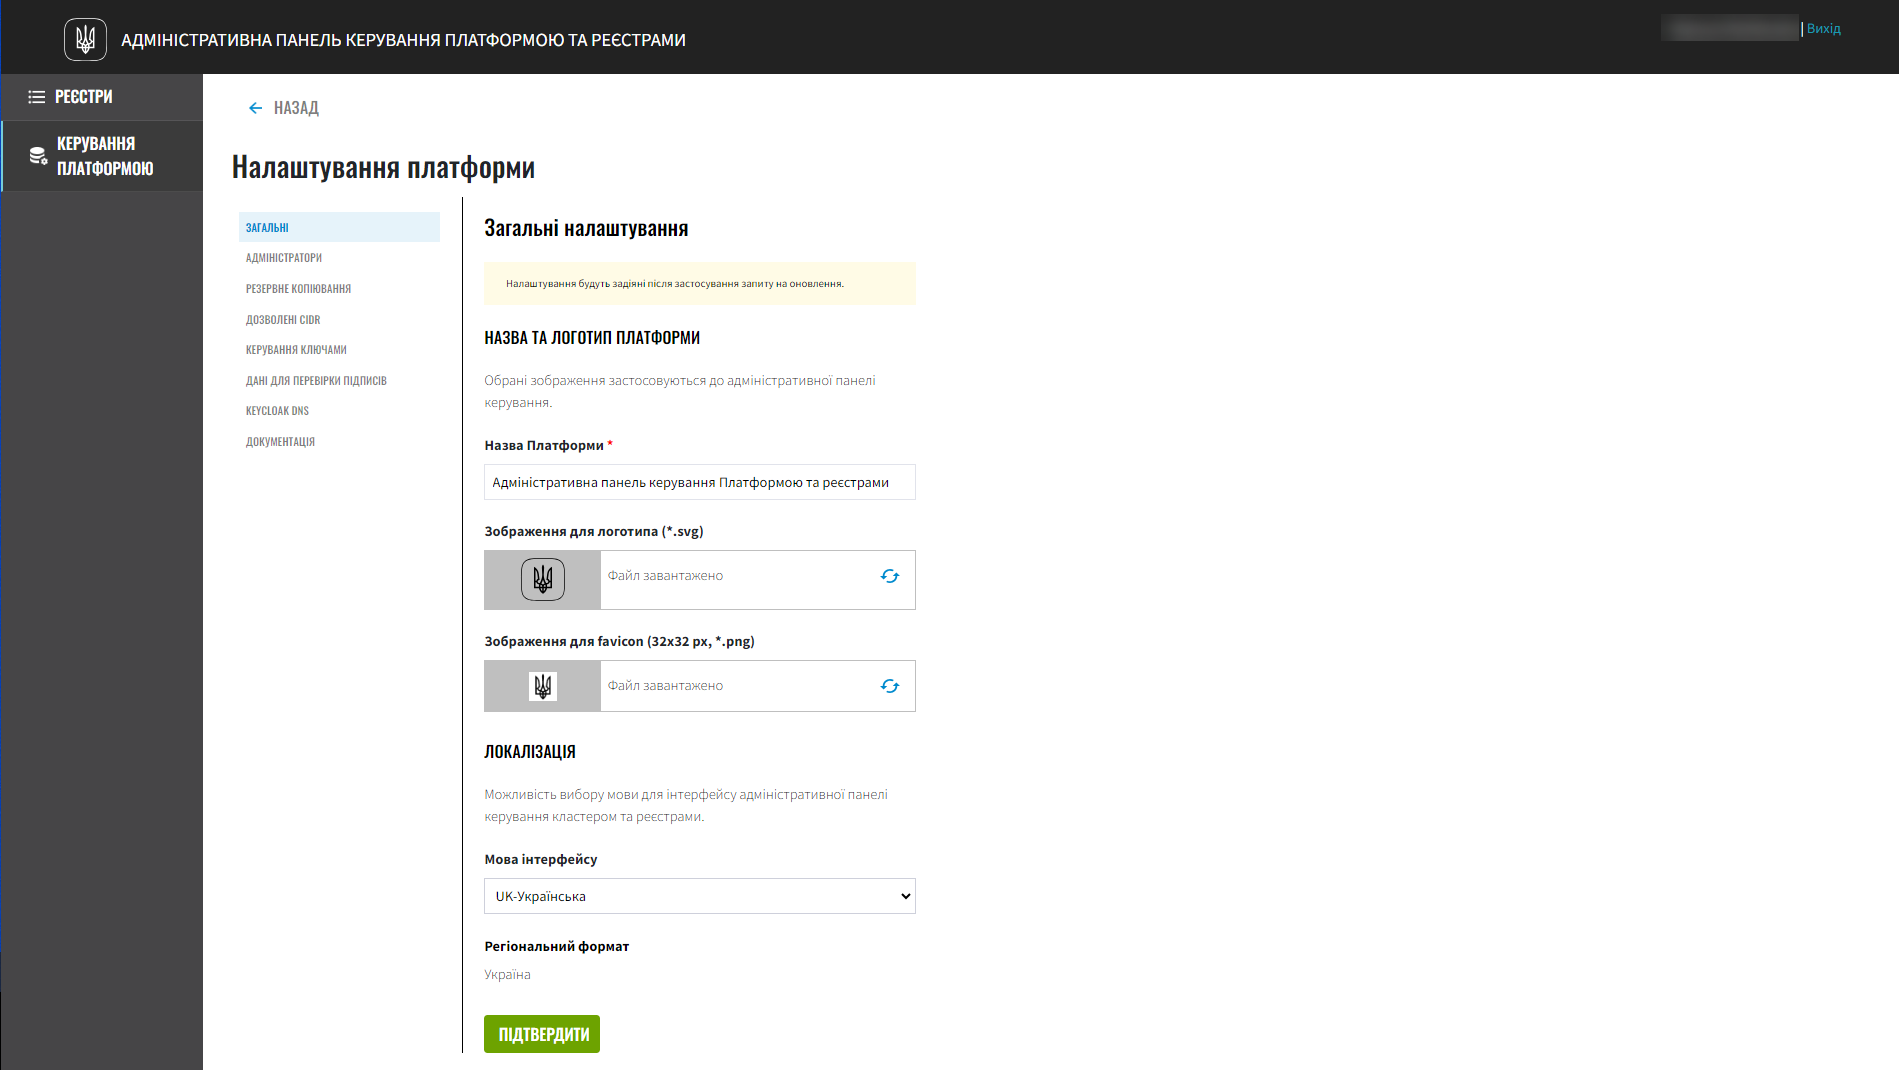 АДМІНІСТРАТИВНА ПАНЕЛЬ КЕРУВАННЯ ПЛАТФОРМОЮ ТА РЕЄСТРАМИ
| Вихід
РЕЄСТРИ
КЕРУВАННЯ
ПЛАТФОРМОЮ
НАЗАД
Налаштування платформи
ЗАГАЛЬНІ
АДМІНІСТРАТОРИ
РЕЗЕРВНЕ КОПІЮВАННЯ
ДОЗВОЛЕНІ CIDR
КЕРУВАННЯ КЛЮЧАМИ
ДАНІ ДЛЯ ПЕРЕВІРКИ ПІДПИСІВ
KEYCLOAK DNS
ДОКУМЕНТАЦІЯ
Загальні налаштування
Налаштування будуть задіяні після застосування запиту на оновлення.
НАЗВА ТА ЛОГОТИП ПЛАТФОРМИ
Обрані зображення застосовуються до адміністративної панелі
керування.
Назва Платформи *
Адміністративна панель керування Платформою та реєстрами
Зображення для логотипа (*.svg)
Файл завантажено
Зображення для favicon (32x32 px, *.png)
Файл завантажено
ЛОКАЛІЗАЦІЯ
Можливість вибору мови для інтерфейсу адміністративної панелі
керування кластером та реєстрами.
Мова інтерфейсу
UK-Українська
Регіональний формат
Україна
ПІДТВЕРДИТИ